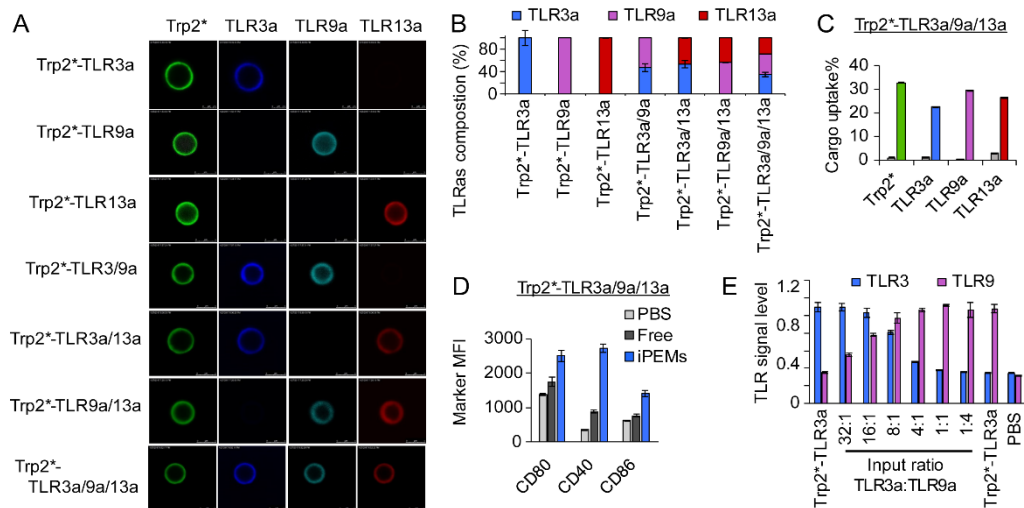 A
Trp2* TLR3a TLR9a TLR13a
Trp2*-TLR3a
Trp2*-TLR9a
Trp2*-TLR13a
Trp2*-TLR3/9a
Trp2*-TLR3a/13a
Trp2*-TLR9a/13a
Trp2*-
TLR3a/9a/13a
B
TLR3a TLR9a TLR13a
TLRas compostion (%)
100
80
40
0
Trp2*-TLR3a
Trp2*-TLR9a
Trp2*-TLR13a
Trp2*-TLR3a/9a
Trp2*-TLR3a/13a
Trp2*-TLR9a/13a
Trp2*-TLR3a/9a/13a
C
Trp2*-TLR3a/9a/13a
Cargo uptake%
40
30
20
10
0
Trp2*
TLR3a
TLR9a
TLR13a
D
Trp2*-TLR3a/9a/13a
PBS
Free
iPEMs
Marker MFI
3000
2000
1000
0
CD80
CD40
CD86
E
TLR3 TLR9
TLR signal level
1.2
0.8
0.4
0
Trp2*-TLR3a
32:1
16:1
8:1
4:1
1:1
1:4
Trp2*-TLR3a
PBS
Input ratio
TLR3a:TLR9a